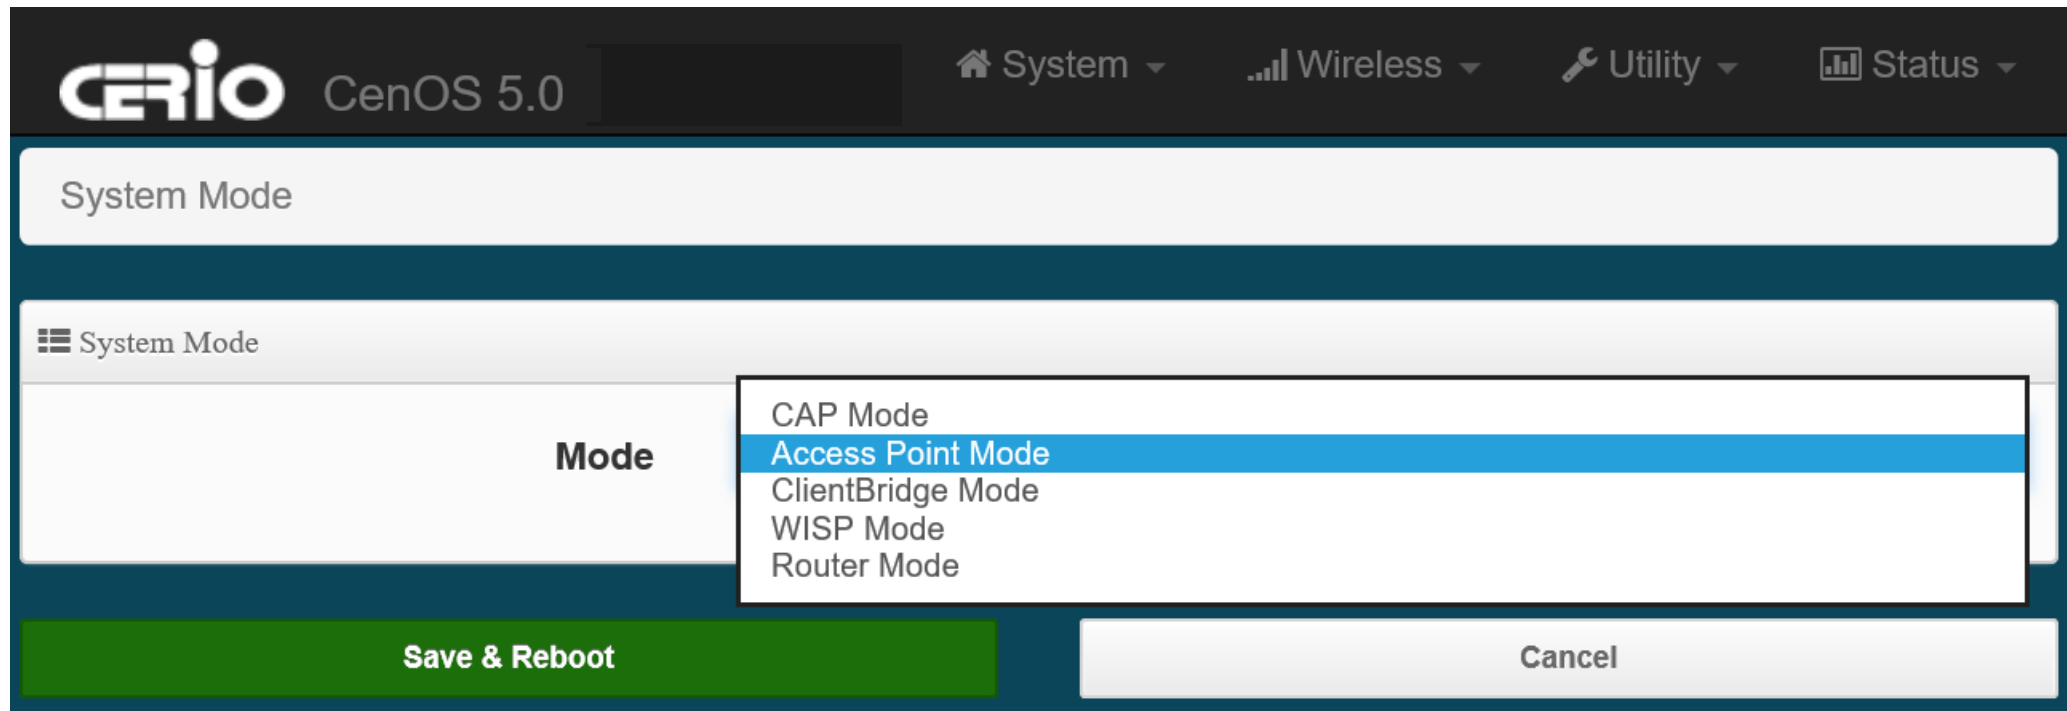 CERIO CenOS 5.0 System Wireless Utility Status
System Mode
System Mode
Mode
CAP Mode
Access Point Mode
ClientBridge Mode
WISP Mode
Router Mode
Save & Reboot Cancel